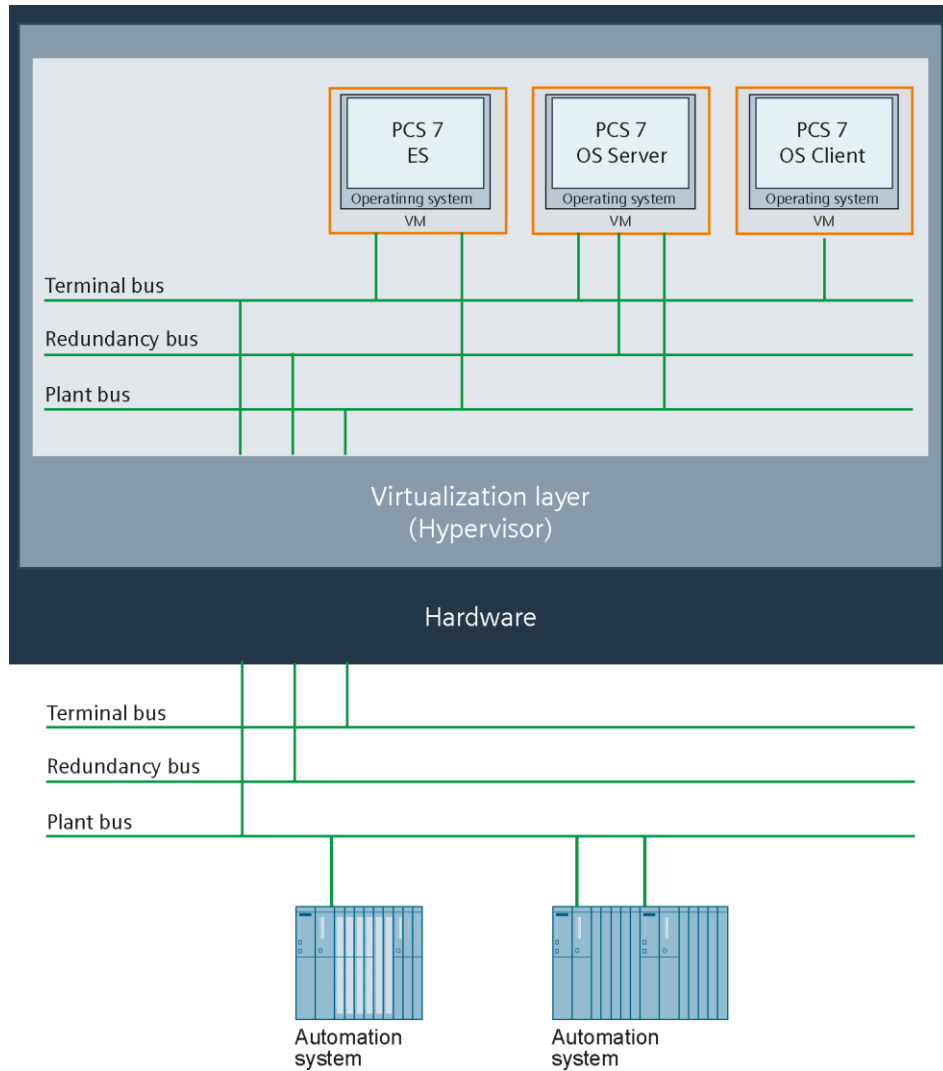 PCS 7
ES
Operatinng system
VM
PCS 7
OS Server
Operating system
VM
PCS 7
OS Client
Operating system
VM
Terminal bus
Redundancy bus
Plant bus
Virtualization layer
(Hypervisor)
Hardware
Terminal bus
Redundancy bus
Plant bus
Automation
system
Automation
system